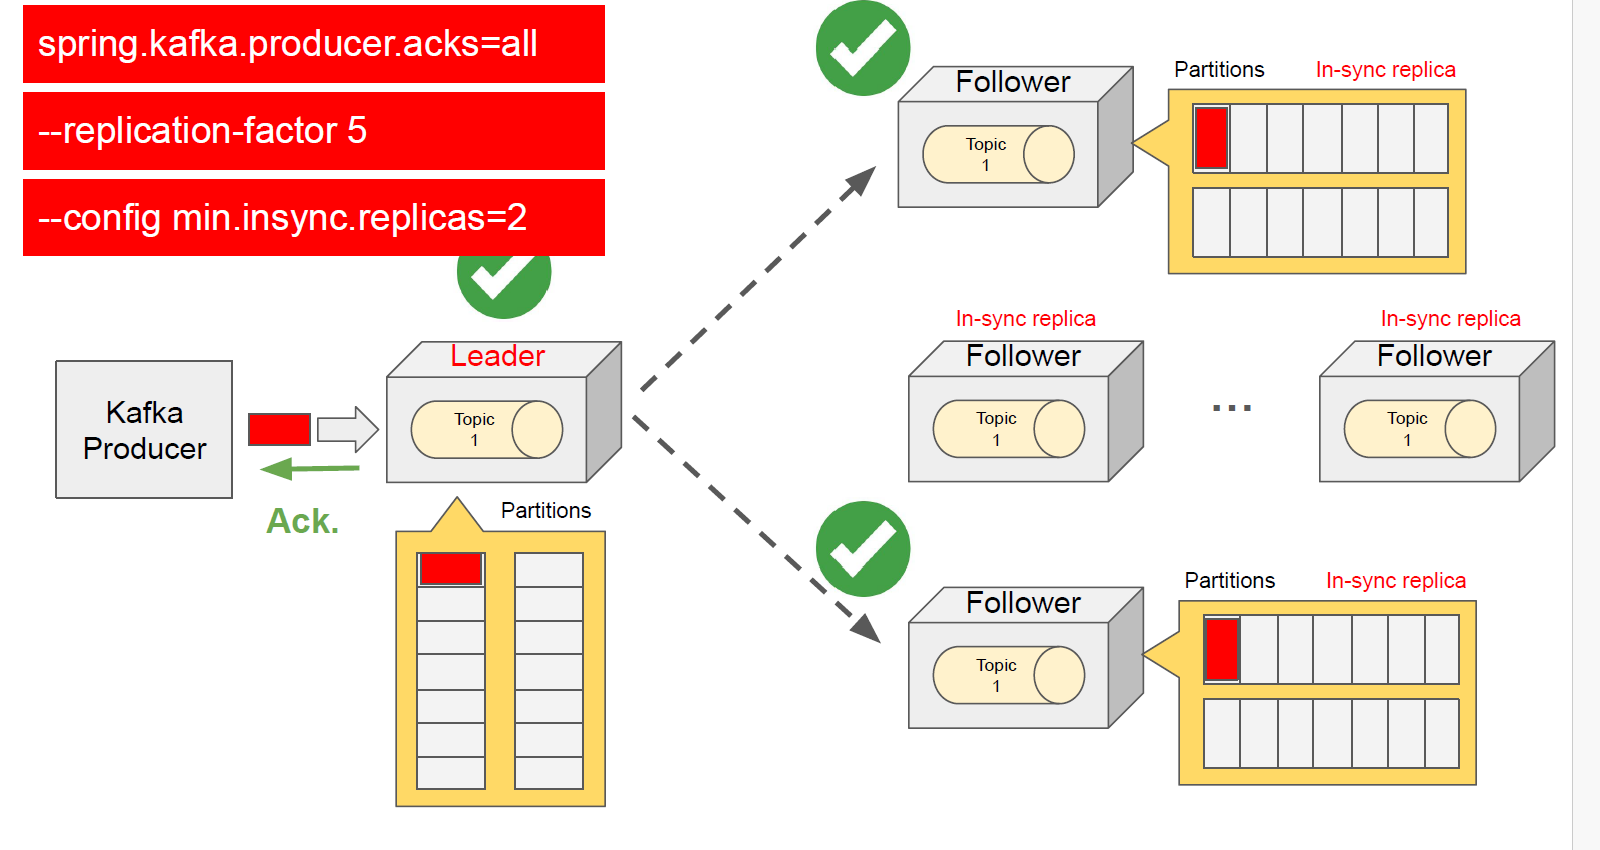 spring.kafka.producer.acks=all
--replication-factor 5
--config min.insync.replicas=2
Follower
Topic
1
Partitions
In-sync replica
Kafka
Producer
Ack.
Leader
Topic
1
Partitions
In-sync replica
Follower
Topic
1
...
In-sync replica
Follower
Topic
1
Follower
Topic
1
Partitions
In-sync replica